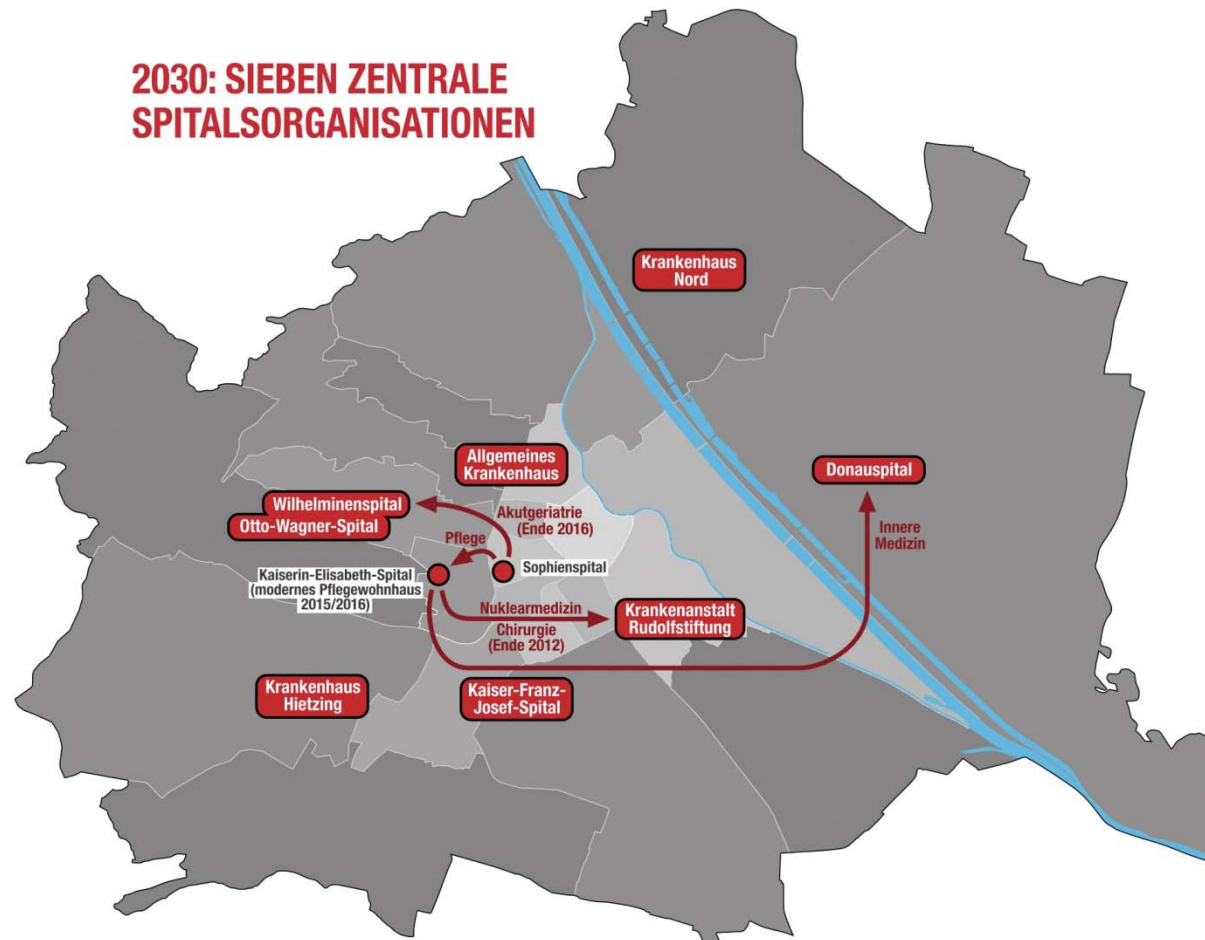 2030: SIEBEN ZENTRALE
SPITALSORGANISATIONEN
Krankenhaus
Nord
Allgemeines
Krankenhaus
Donauspital
Wilhelminenspital
Otto-Wagner-Spital
Akutgeriatrie
(Ende 2016)
Pflege
Innere
Medizin
Sophienspital
Kaiserin-Elisabeth-Spital
(modernes Pflegewohnhaus
2015/2016)
Nuklearmedizin
Chirurgie
(Ende 2012)
Krankenanstalt
Rudolfstiftung
Krankenhaus
Hietzing
Kaiser-Franz-
Josef-Spital